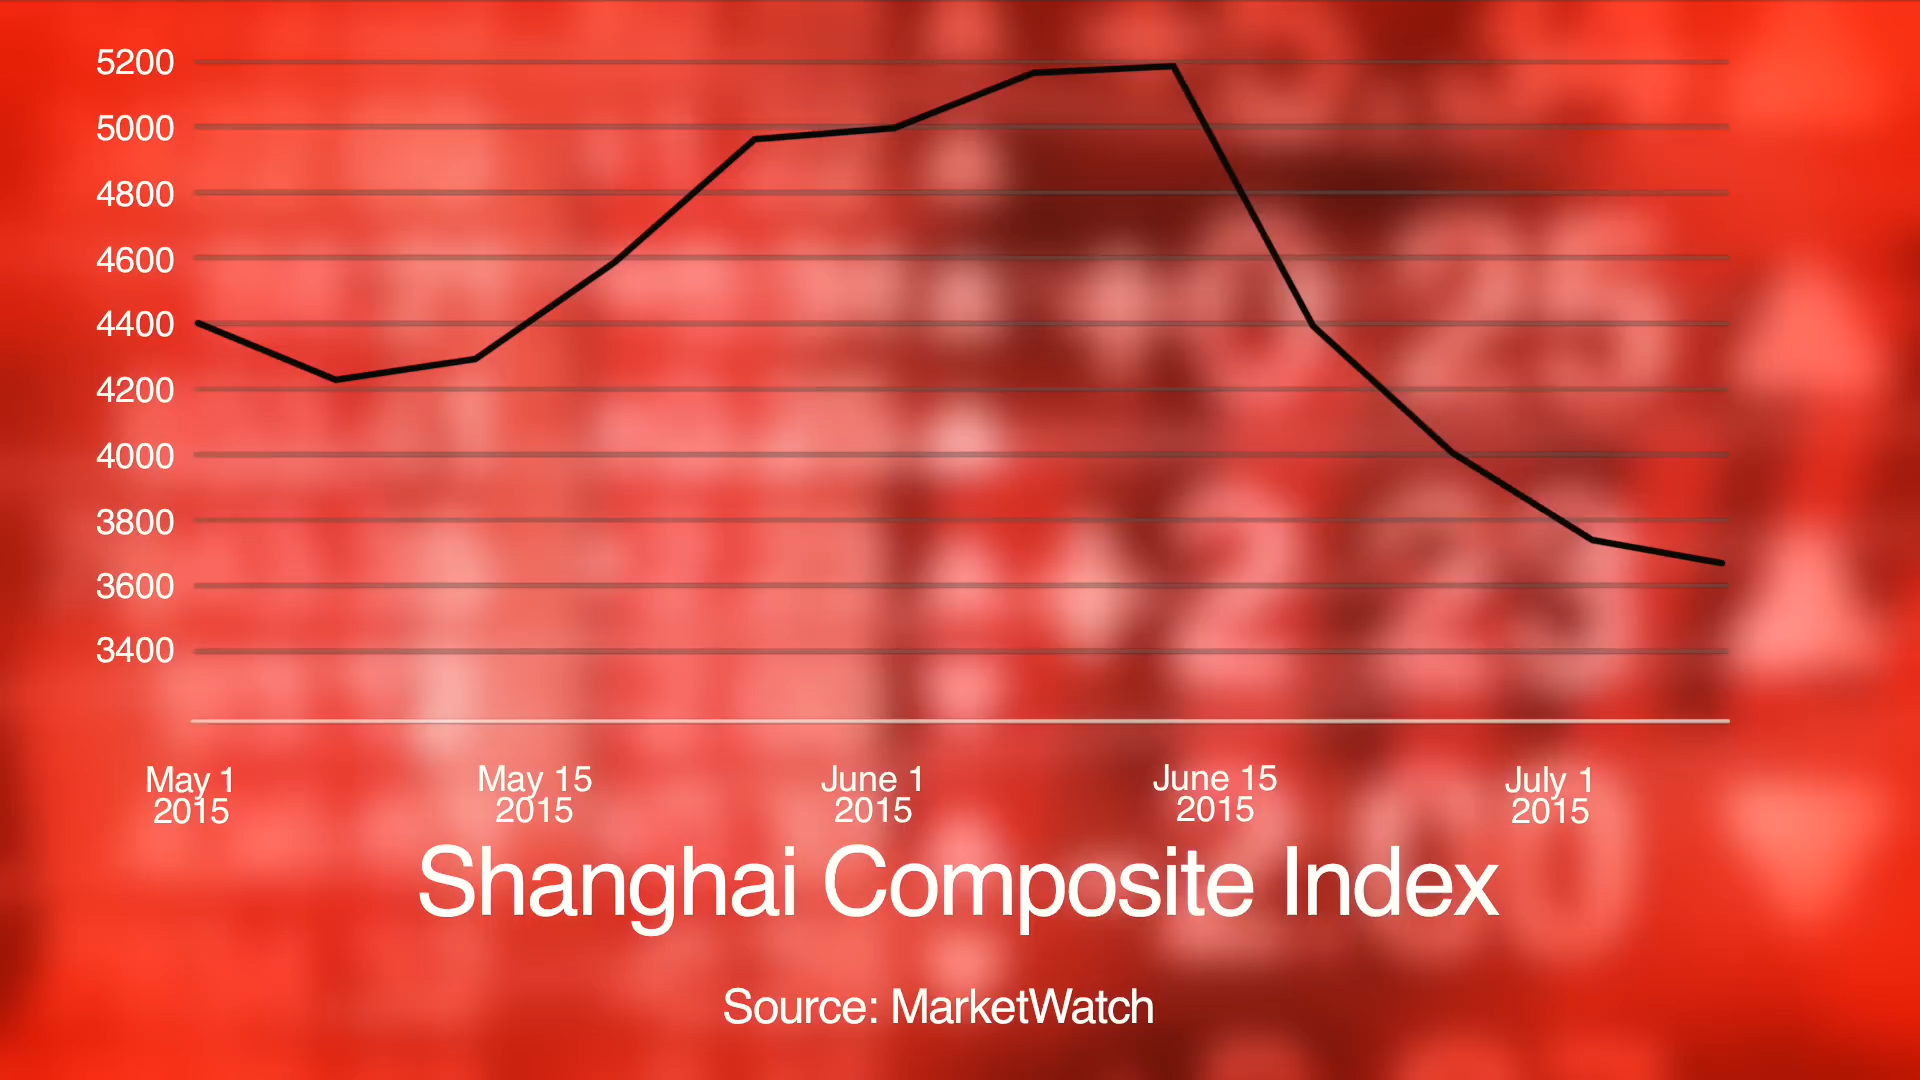 5200
5000
4800
4600
4400
4200
4000
3800
3600
3400
May 1
2015
May 15
2015
June 1
2015
June 15
2015
July 1
2015
Shanghai Composite Index
Source: MarketWatch